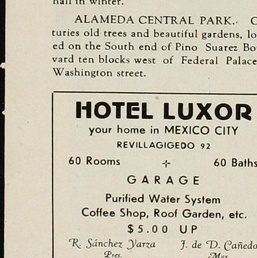 hall in winter.
ALAMEDA CENTRAL PARK.
turies old trees and beautiful gardens, lo
ed on the South end of Pino Suarez Bo
vard ten blocks west of Federal Palace
Washington street.
HOTEL LUXOR
your home in MEXICO CITY
REVILLAGIGEDO 92
60 Rooms 60 Baths
GARAGE
Purified Water System
Coffee Shop, Roof Garden, etc.
$5.00 UP
R. Sánchez Yarza J. de D. Cañedo
Pres. Mgr.